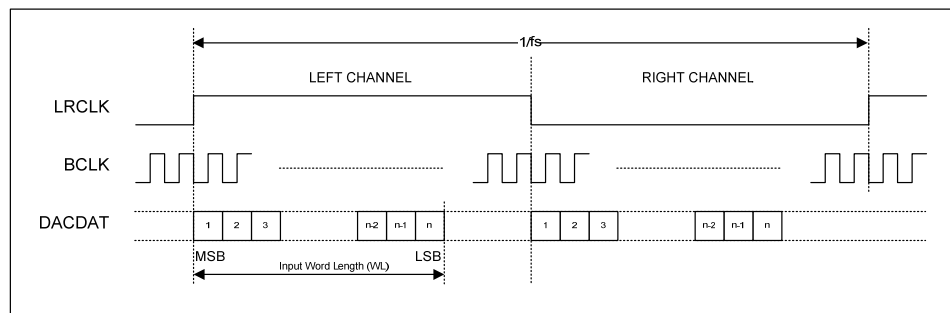 1/fs
LEFT CHANNEL RIGHT CHANNEL
LRCLK
BCLK
DACDAT 1 2 3 n-2 n-1 n 1 2 3 n-2 n-1 n
MSB LSB
Input Word Length (WL)